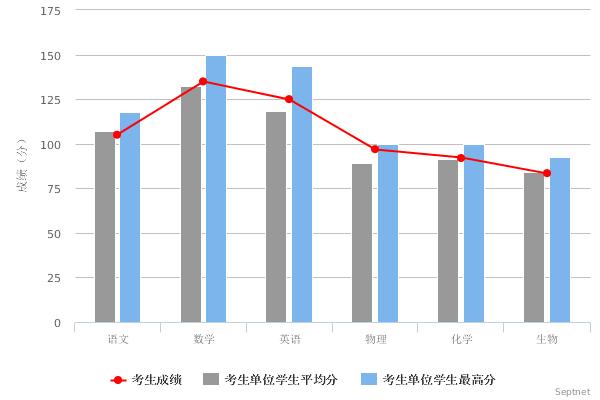 175
150
125
100
75
50
25
0
成绩（分）
语文 数学 英语 物理 化学 生物
考生成绩 考生单位学生平均分 考生单位学生最高分
Septnet